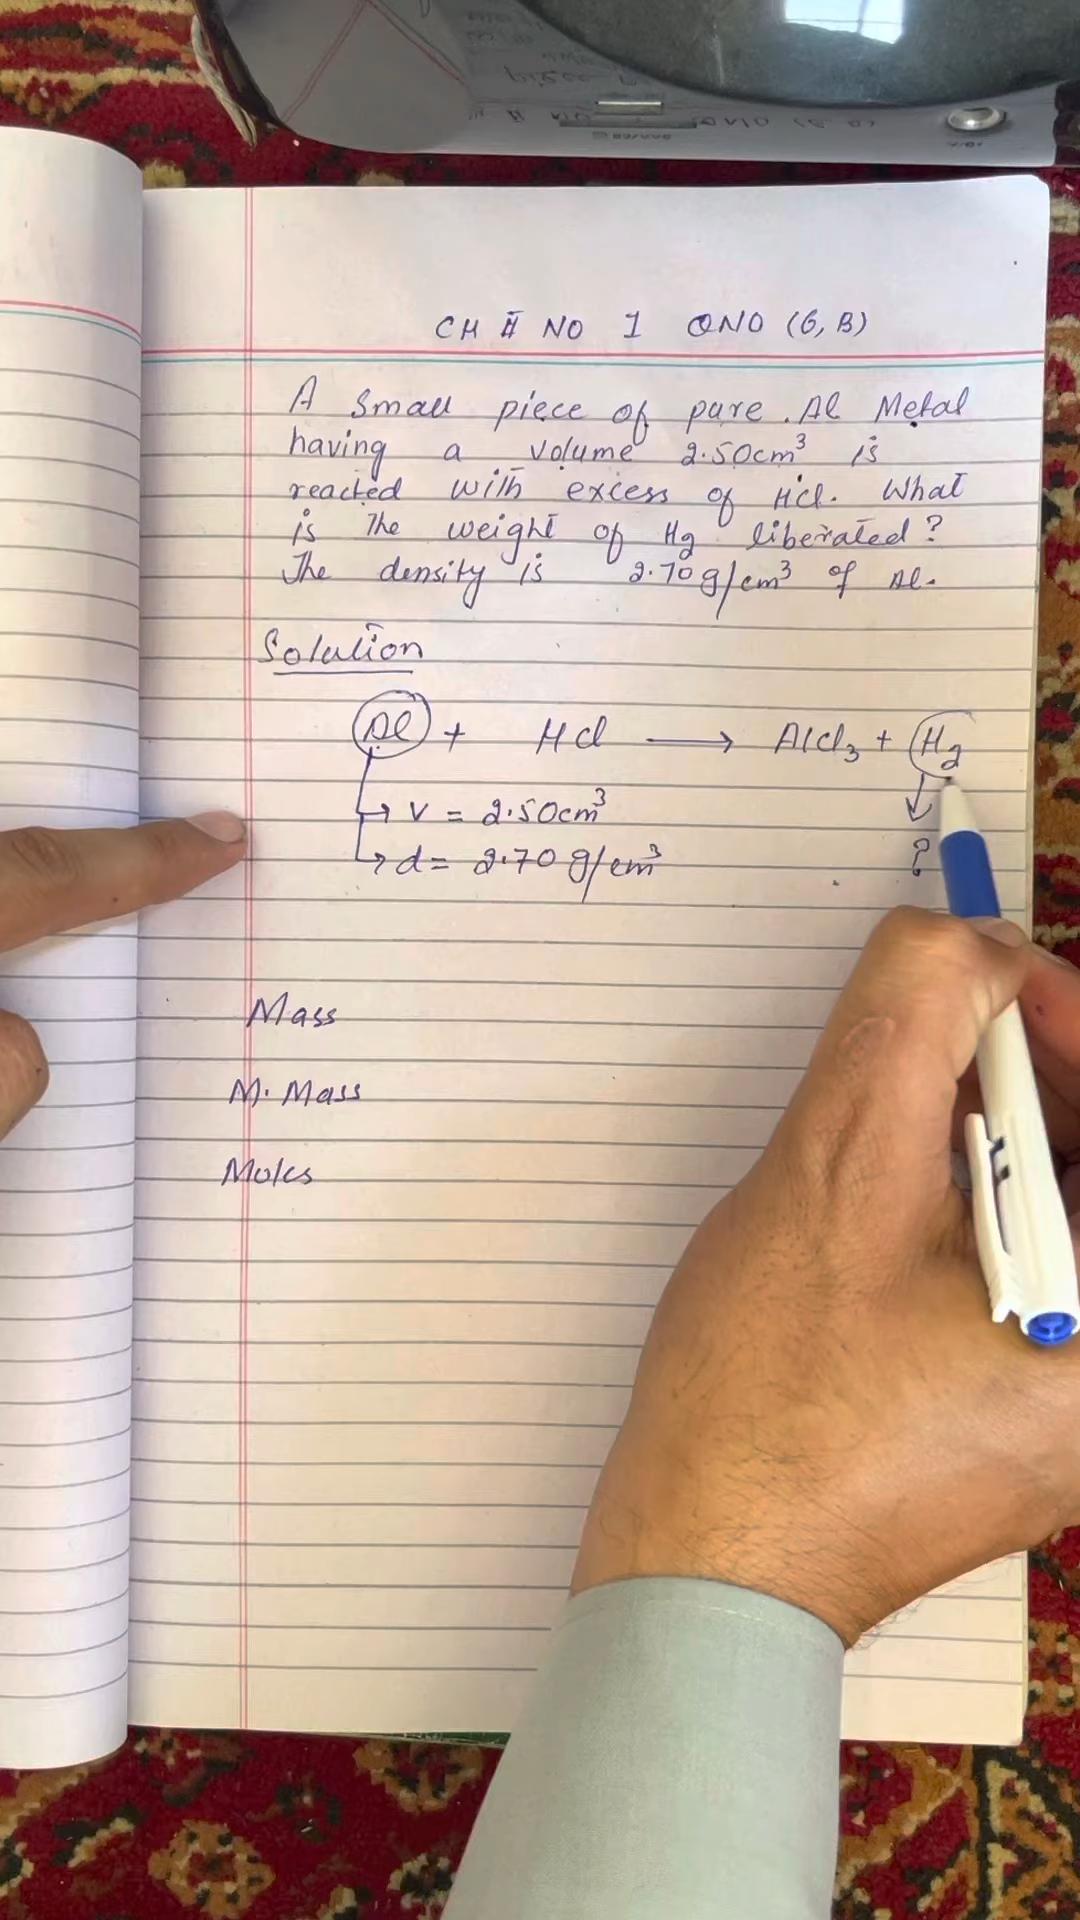 CH # NO 1 QNO (6, B)
A small piece of pure Al Metal
having a volume 2.50cm³ is
reacted with excess of HCl. What
is the weight of H₂ liberated?
The density is 2.70g/cm³ of Al.
Solution
Al + HCl ⟶ AlCl₃ + H₂
→ V = 2.50cm³
→ d = 2.70 g/cm³
?
Mass
M. Mass
Moles